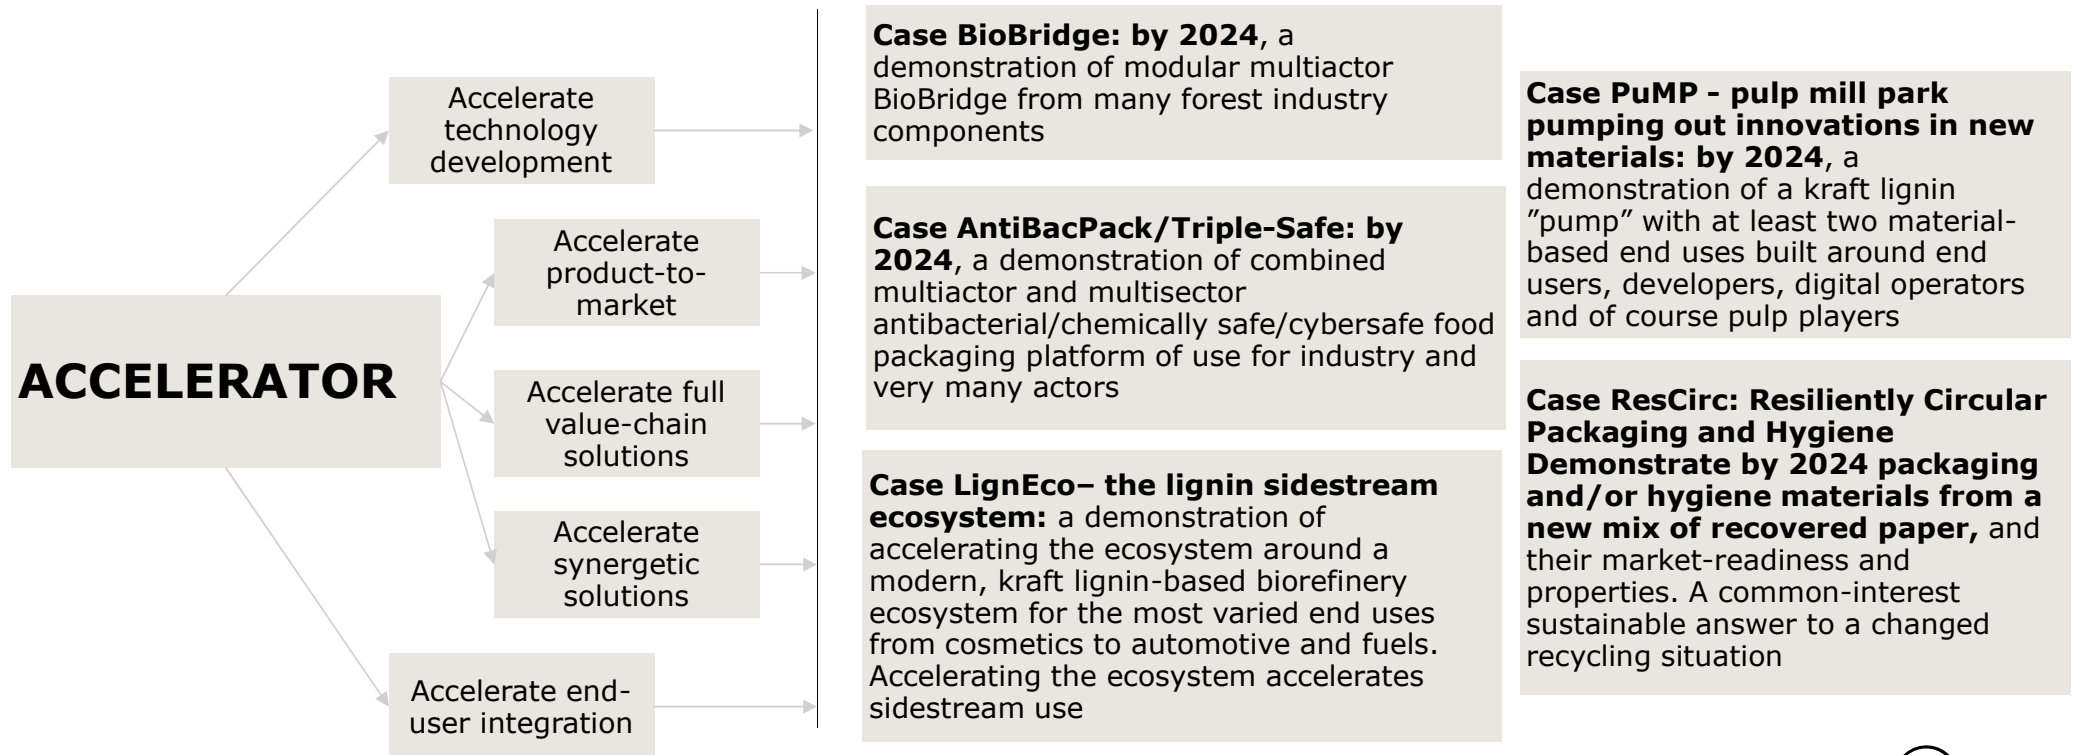 ACCELERATOR
Accelerate
technology
development
Accelerate
product-to-
market
Accelerate full
value-chain
solutions
Accelerate
synergetic
solutions
Accelerate end-
user integration
Case BioBridge: by 2024, a
demonstration of modular multiactor
BioBridge from many forest industry
components
Case AntiBacPack/Triple-Safe: by
2024, a demonstration of combined
multiactor and multisector
antibacterial/chemically safe/cybersafe food
packaging platform of use for industry and
very many actors
Case LignEco– the lignin sidestream
ecosystem: a demonstration of
accelerating the ecosystem around a
modern, kraft lignin-based biorefinery
ecosystem for the most varied end uses
from cosmetics to automotive and fuels.
Accelerating the ecosystem accelerates
sidestream use
Case PuMP - pulp mill park
pumping out innovations in new
materials: by 2024, a
demonstration of a kraft lignin
”pump” with at least two material-
based end uses built around end
users, developers, digital operators
and of course pulp players
Case ResCirc: Resiliently Circular
Packaging and Hygiene
Demonstrate by 2024 packaging
and/or hygiene materials from a
new mix of recovered paper, and
their market-readiness and
properties. A common-interest
sustainable answer to a changed
recycling situation